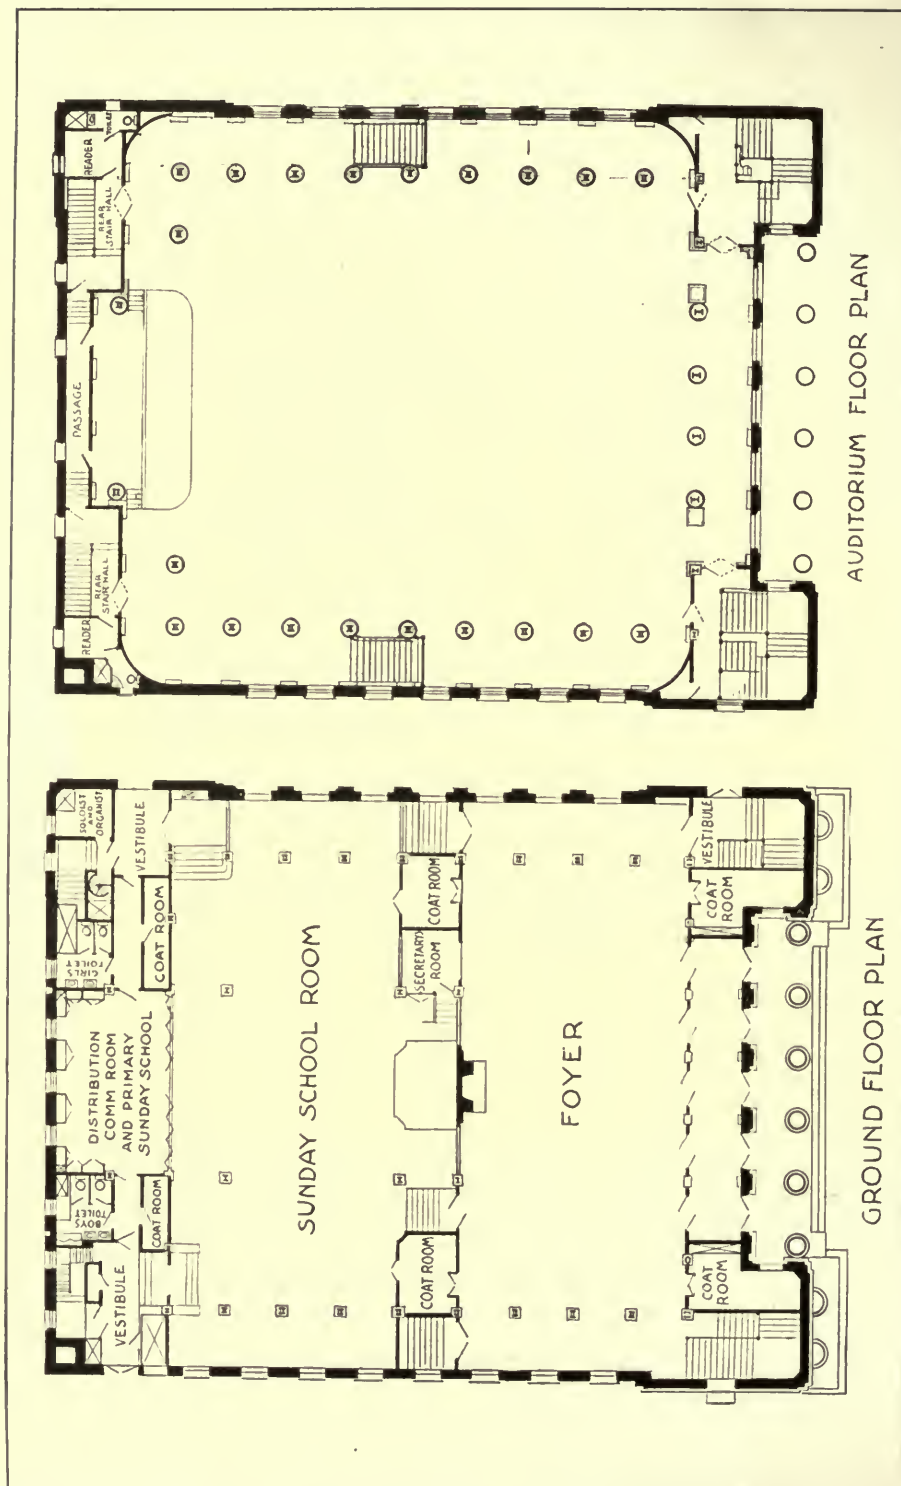 AUDITORIUM FLOOR PLAN
READER
TOILET
REAR
STAIR HALL
PASSAGE
REAR
STAIR HALL
READER
GROUND FLOOR PLAN
SOLOIST
AND
ORGANIST
VESTIBULE
COAT ROOM
GIRLS
TOILET
DISTRIBUTION
COMM ROOM
AND PRIMARY
SUNDAY SCHOOL
BOYS
TOILET
COAT ROOM
VESTIBULE
SUNDAY SCHOOL ROOM
COAT ROOM
SECRETARY
ROOM
COAT ROOM
FOYER
VESTIBULE
COAT
ROOM
COAT
ROOM